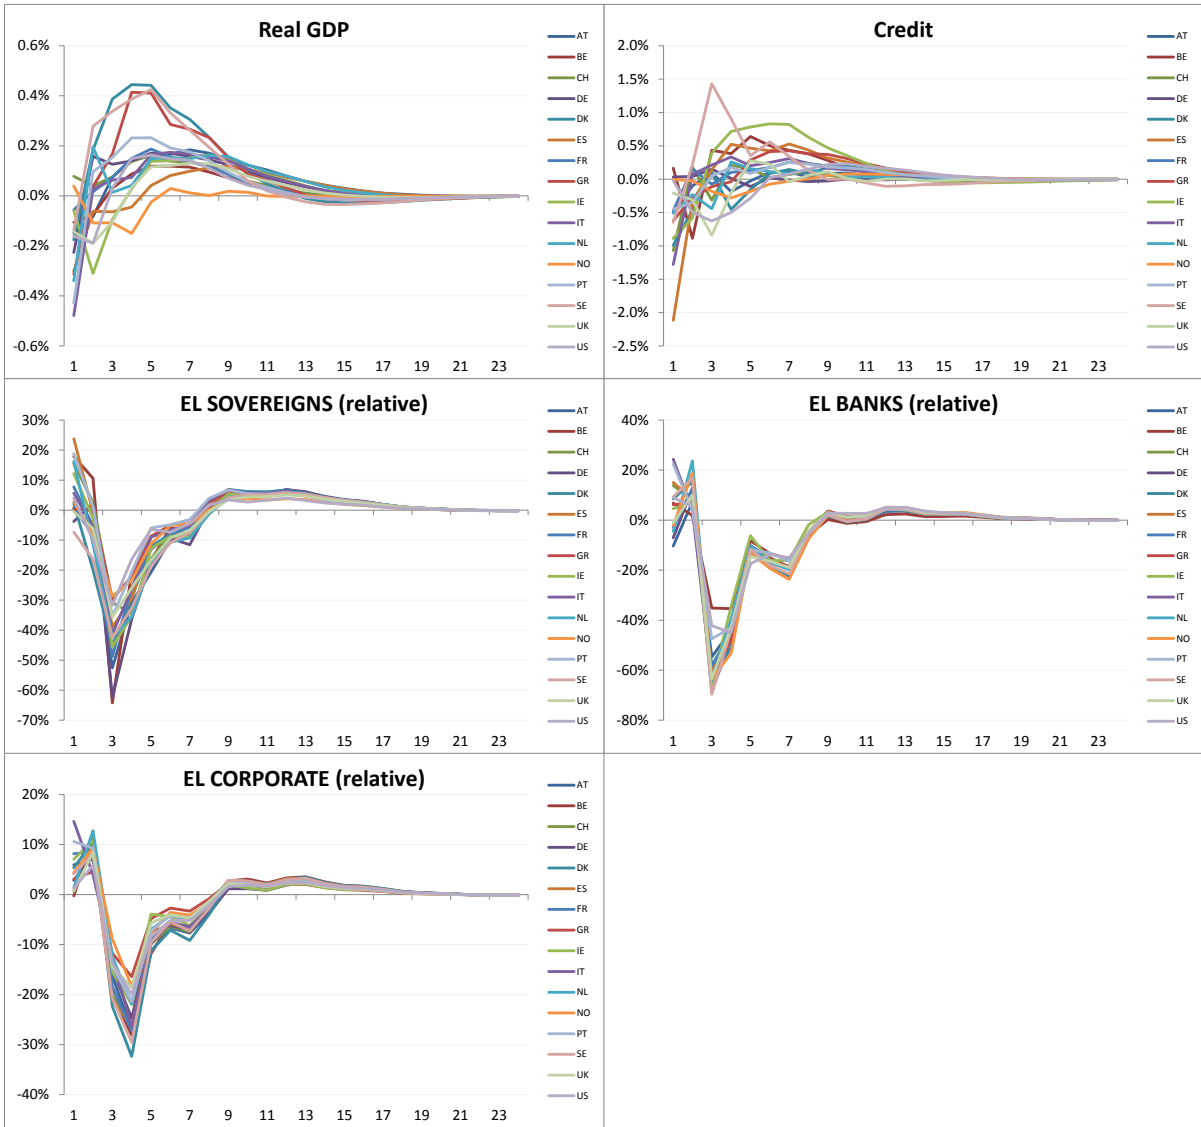 Real GDP
0.6%
0.4%
0.2%
0.0%
-0.2%
-0.4%
-0.6%
1 3 5 7 9 11 13 15 17 19 21 23
AT
BE
CH
DE
DK
ES
FR
GR
IE
IT
NL
NO
PT
SE
UK
US
Credit
2.0%
1.5%
1.0%
0.5%
0.0%
-0.5%
-1.0%
-1.5%
-2.0%
-2.5%
1 3 5 7 9 11 13 15 17 19 21 23
AT
BE
CH
DE
DK
ES
FR
GR
IE
IT
NL
NO
PT
SE
UK
US
EL SOVEREIGNS (relative)
30%
20%
10%
0%
-10%
-20%
-30%
-40%
-50%
-60%
-70%
1 3 5 7 9 11 13 15 17 19 21 23
AT
BE
CH
DE
DK
ES
FR
GR
IE
IT
NL
NO
PT
SE
UK
US
EL BANKS (relative)
40%
20%
0%
-20%
-40%
-60%
-80%
1 3 5 7 9 11 13 15 17 19 21 23
AT
BE
CH
DE
DK
ES
FR
GR
IE
IT
NL
NO
PT
SE
UK
US
EL CORPORATE (relative)
20%
10%
0%
-10%
-20%
-30%
-40%
1 3 5 7 9 11 13 15 17 19 21 23
AT
BE
CH
DE
DK
ES
FR
GR
IE
IT
NL
NO
PT
SE
UK
US